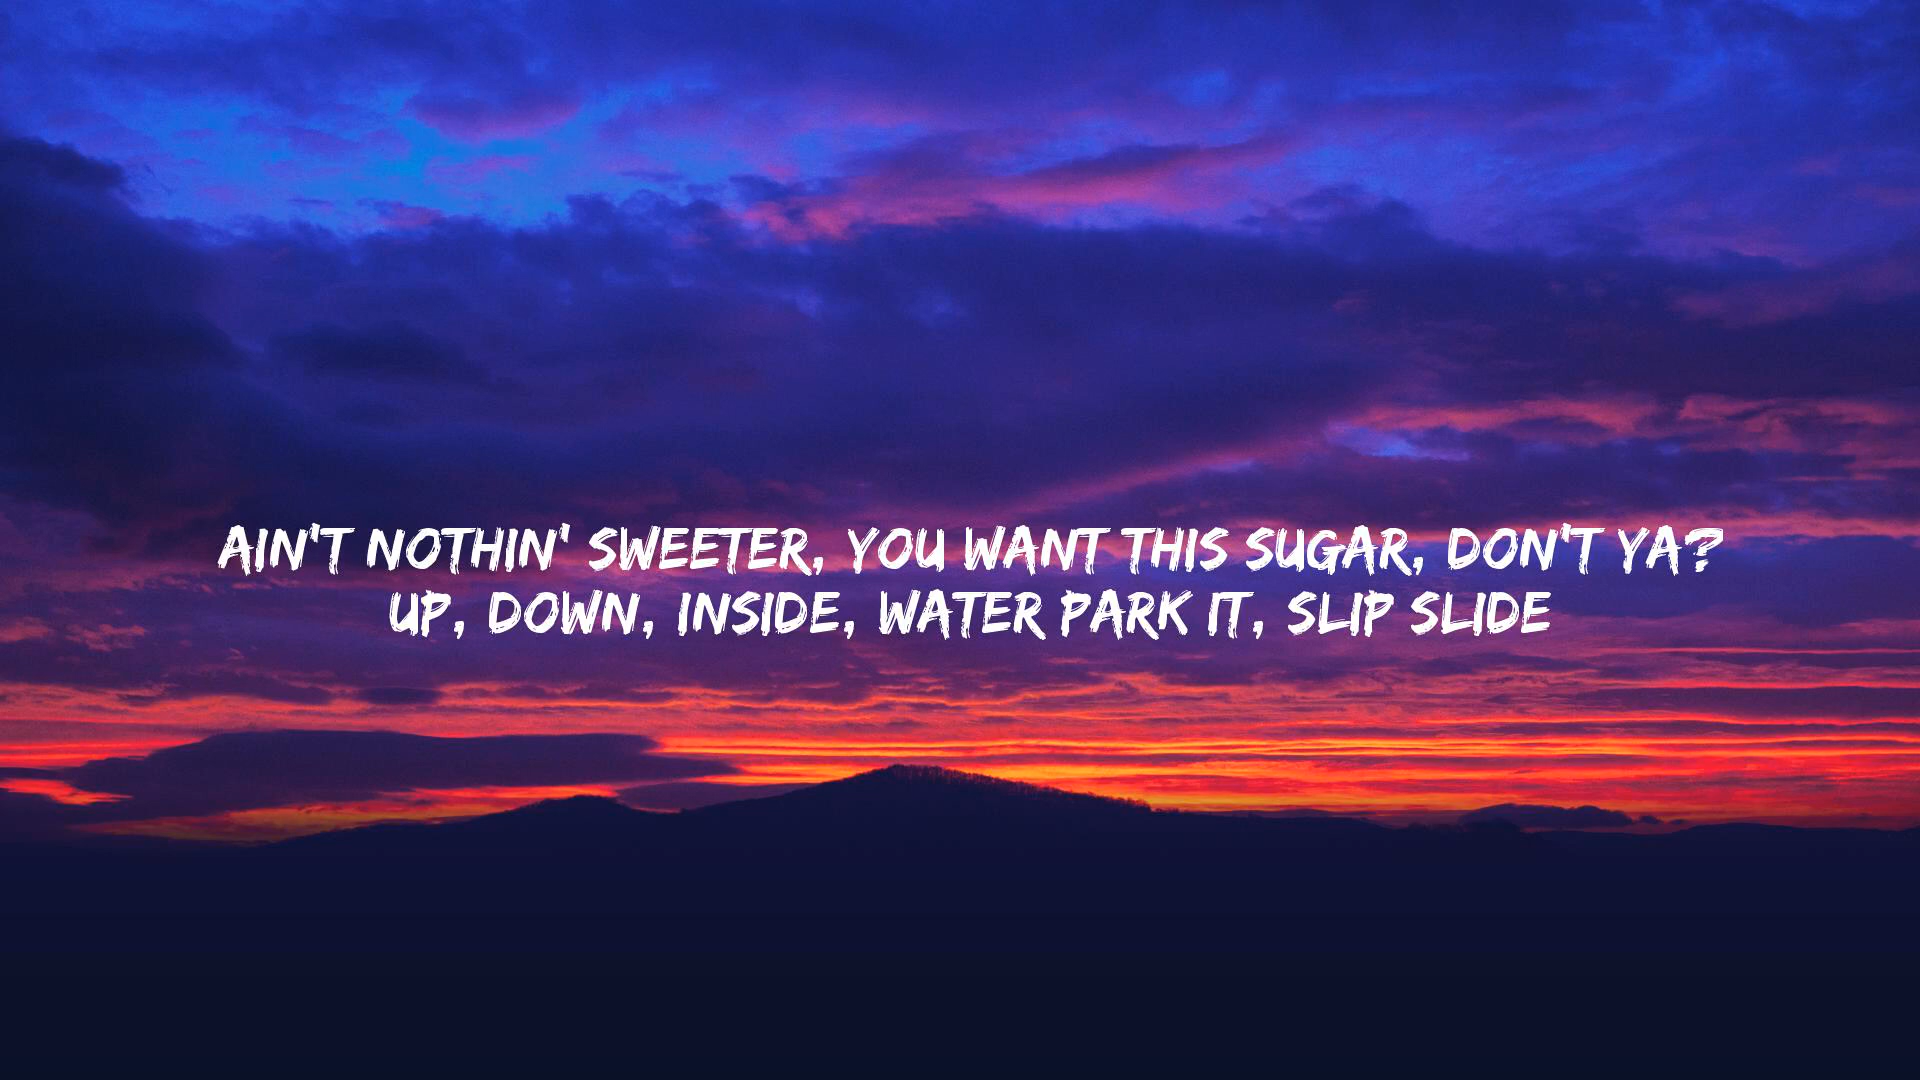 AIN'T NOTHIN' SWEETER, YOU WANT THIS SUGAR, DON'T YA?
UP, DOWN, INSIDE, WATER PARK IT, SLIP SLIDE